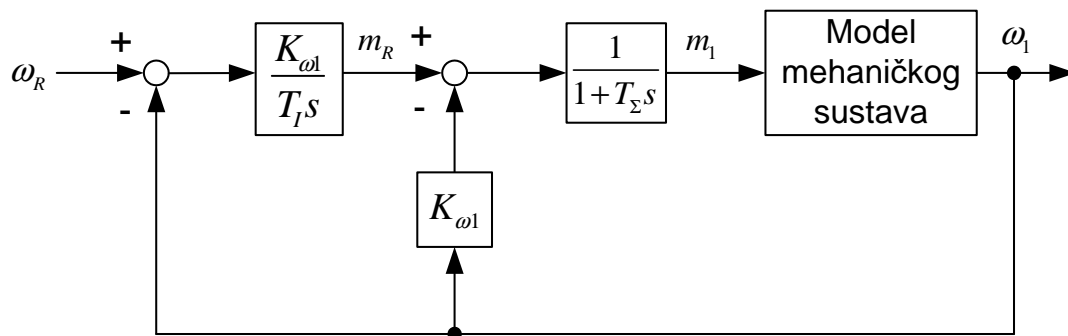 ω_R
+
-
K_ω1
T_I s
m_R
+
-
1
1+T_Σ s
m_1
Model
mehaničkog
sustava
ω_1
K_ω1